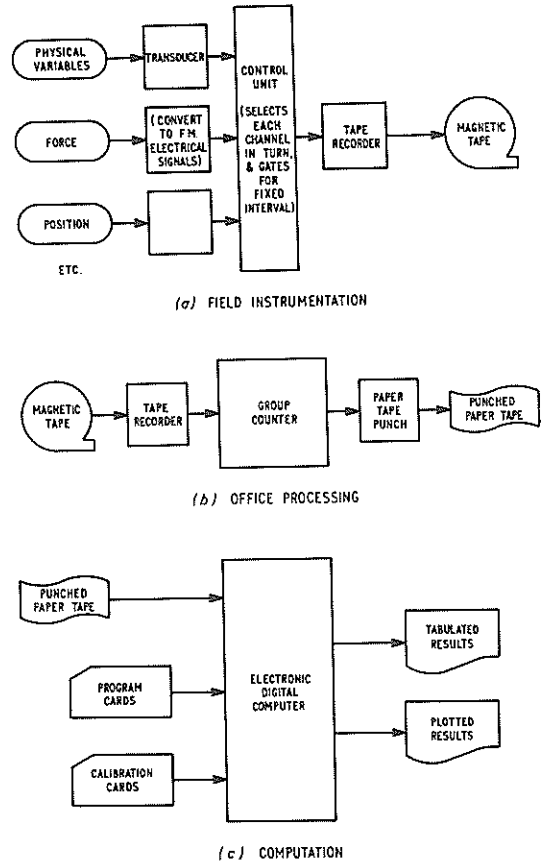 PHYSICAL
VARIABLES
TRANSDUCER
CONTROL
UNIT
(SELECTS
EACH
CHANNEL
IN TURN,
& GATES
FOR
FIXED
INTERVAL)
FORCE
(CONVERT
TO F.M.
ELECTRICAL
SIGNALS)
TAPE
RECORDER
MAGNETIC
TAPE
POSITION
ETC.
(a) FIELD INSTRUMENTATION
MAGNETIC
TAPE
TAPE
RECORDER
GROUP
COUNTER
PAPER
TAPE
PUNCH
PUNCHED
PAPER TAPE
(b) OFFICE PROCESSING
PUNCHED
PAPER TAPE
PROGRAM
CARDS
CALIBRATION
CARDS
ELECTRONIC
DIGITAL
COMPUTER
TABULATED
RESULTS
PLOTTED
RESULTS
(c) COMPUTATION